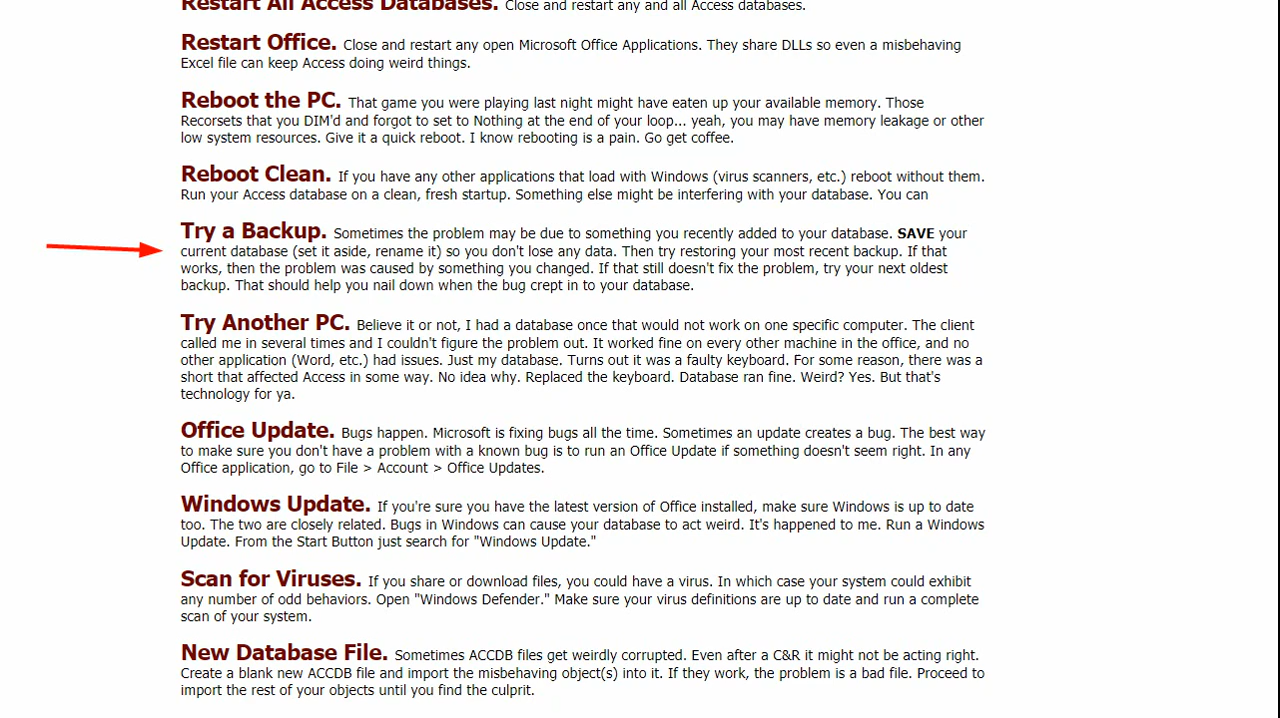 Restart All Access Databases. Close and restart any and all Access databases.
Restart Office. Close and restart any open Microsoft Office Applications. They share DLLs so even a misbehaving
Excel file can keep Access doing weird things.
Reboot the PC. That game you were playing last night might have eaten up your available memory. Those
Recorsets that you DIM'd and forgot to set to Nothing at the end of your loop... yeah, you may have memory leakage or other
low system resources. Give it a quick reboot. I know rebooting is a pain. Go get coffee.
Reboot Clean. If you have any other applications that load with Windows (virus scanners, etc.) reboot without them.
Run your Access database on a clean, fresh startup. Something else might be interfering with your database. You can
Try a Backup. Sometimes the problem may be due to something you recently added to your database. SAVE your
current database (set it aside, rename it) so you don't lose any data. Then try restoring your most recent backup. If that
works, then the problem was caused by something you changed. If that still doesn't fix the problem, try your next oldest
backup. That should help you nail down when the bug crept in to your database.
Try Another PC. Believe it or not, I had a database once that would not work on one specific computer. The client
called me in several times and I couldn't figure the problem out. It worked fine on every other machine in the office, and no
other application (Word, etc.) had issues. Just my database. Turns out it was a faulty keyboard. For some reason, there was a
short that affected Access in some way. No idea why. Replaced the keyboard. Database ran fine. Weird? Yes. But that's
technology for ya.
Office Update. Bugs happen. Microsoft is fixing bugs all the time. Sometimes an update creates a bug. The best way
to make sure you don't have a problem with a known bug is to run an Office Update if something doesn't seem right. In any
Office application, go to File > Account > Office Updates.
Windows Update. If you're sure you have the latest version of Office installed, make sure Windows is up to date
too. The two are closely related. Bugs in Windows can cause your database to act weird. It's happened to me. Run a Windows
Update. From the Start Button just search for "Windows Update."
Scan for Viruses. If you share or download files, you could have a virus. In which case your system could exhibit
any number of odd behaviors. Open "Windows Defender." Make sure your virus definitions are up to date and run a complete
scan of your system.
New Database File. Sometimes ACCDB files get weirdly corrupted. Even after a C&R it might not be acting right.
Create a blank new ACCDB file and import the misbehaving object(s) into it. If they work, the problem is a bad file. Proceed to
import the rest of your objects until you find the culprit.